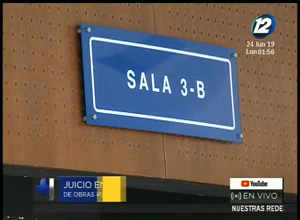 12
24 Jun 19
Lun 01:56
SALA 3-B
JUICIO EN
DE OBRAS
YouTube
EN VIVO
NUESTRAS REDE